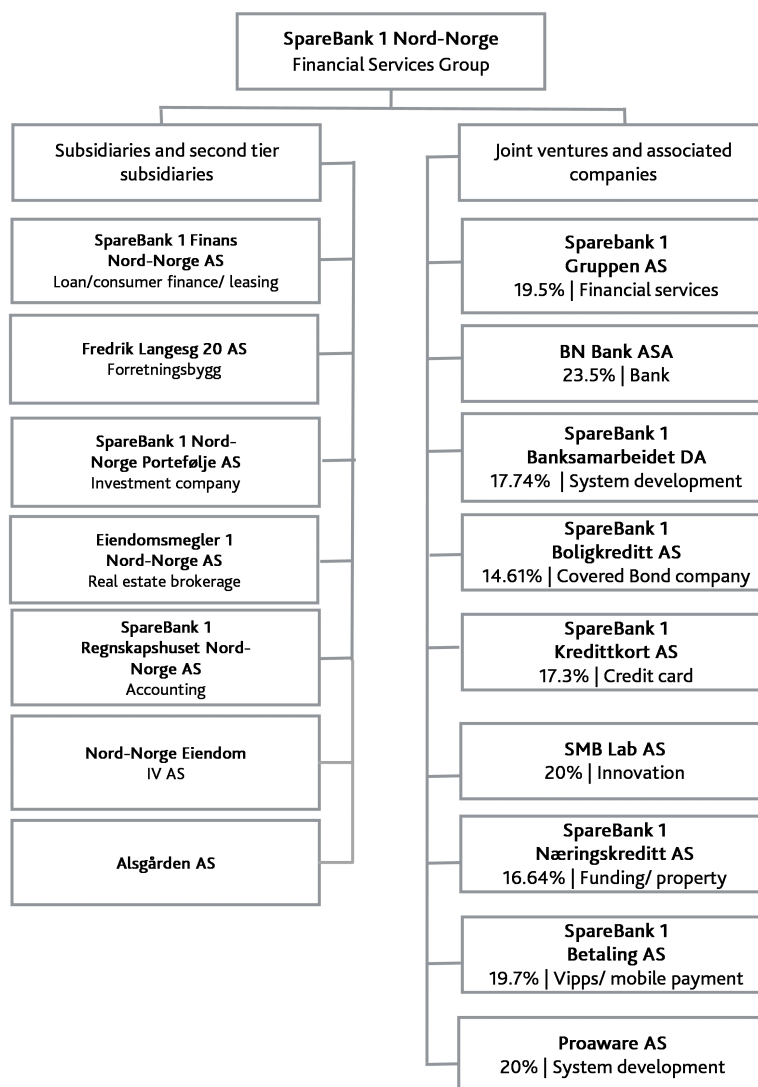 SpareBank 1 Nord-Norge
Financial Services Group
Subsidiaries and second tier
subsidiaries
SpareBank 1 Finans
Nord-Norge AS
Loan/consumer finance/ leasing
Fredrik Langesg 20 AS
Forretningsbygg
SpareBank 1 Nord-
Norge Portefølje AS
Investment company
Eiendomsmegler 1
Nord-Norge AS
Real estate brokerage
SpareBank 1
Regnskapshuset Nord-
Norge AS
Accounting
Nord-Norge Eiendom
IV AS
Alsgården AS
Joint ventures and associated
companies
Sparebank 1
Gruppen AS
19.5% | Financial services
BN Bank ASA
23.5% | Bank
SpareBank 1
Banksamarbeidet DA
17.74% | System development
SpareBank 1
Boligkreditt AS
14.61% | Covered Bond company
SpareBank 1
Kredittkort AS
17.3% | Credit card
SMB Lab AS
20% | Innovation
SpareBank 1
Næringskreditt AS
16.64% | Funding/ property
SpareBank 1
Betaling AS
19.7% | Vipps/ mobile payment
Proaware AS
20% | System development